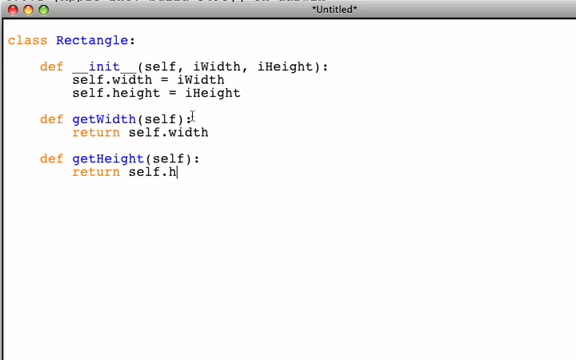 *Untitled*
class Rectangle:
def __init__(self, iWidth, iHeight):
self.width = iWidth
self.height = iHeight
def getWidth(self):
return self.width
def getHeight(self):
return self.h